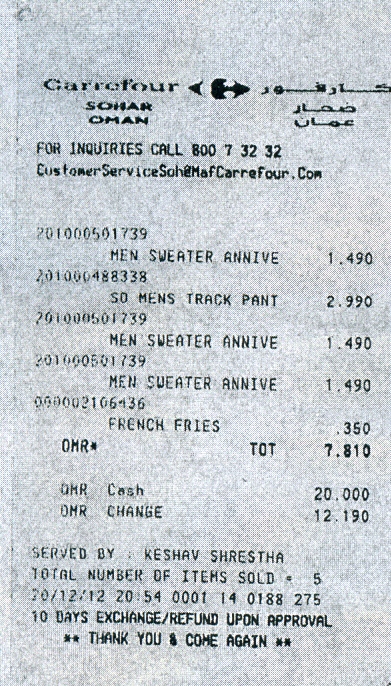 Carrefour كارفور
SOHAR صحار
OMAN عمان
FOR INQUIRIES CALL 800 7 32 32
CustomerServiceSoh@MafCarrefour.Com
201000501739
MEN SWEATER ANNIVE 1.490
201000488338
SO MENS TRACK PANT 2.990
201000501739
MEN SWEATER ANNIVE 1.490
201000501739
MEN SWEATER ANNIVE 1.490
000002106436
FRENCH FRIES .350
OMR* TOT 7.810
OMR Cash 20.000
OMR CHANGE 12.190
SERVED BY : KESHAV SHRESTHA
TOTAL NUMBER OF ITEMS SOLD = 5
20/12/12 20:54 0001 14 0188 275
10 DAYS EXCHANGE/REFUND UPON APPROVAL
** THANK YOU & COME AGAIN **